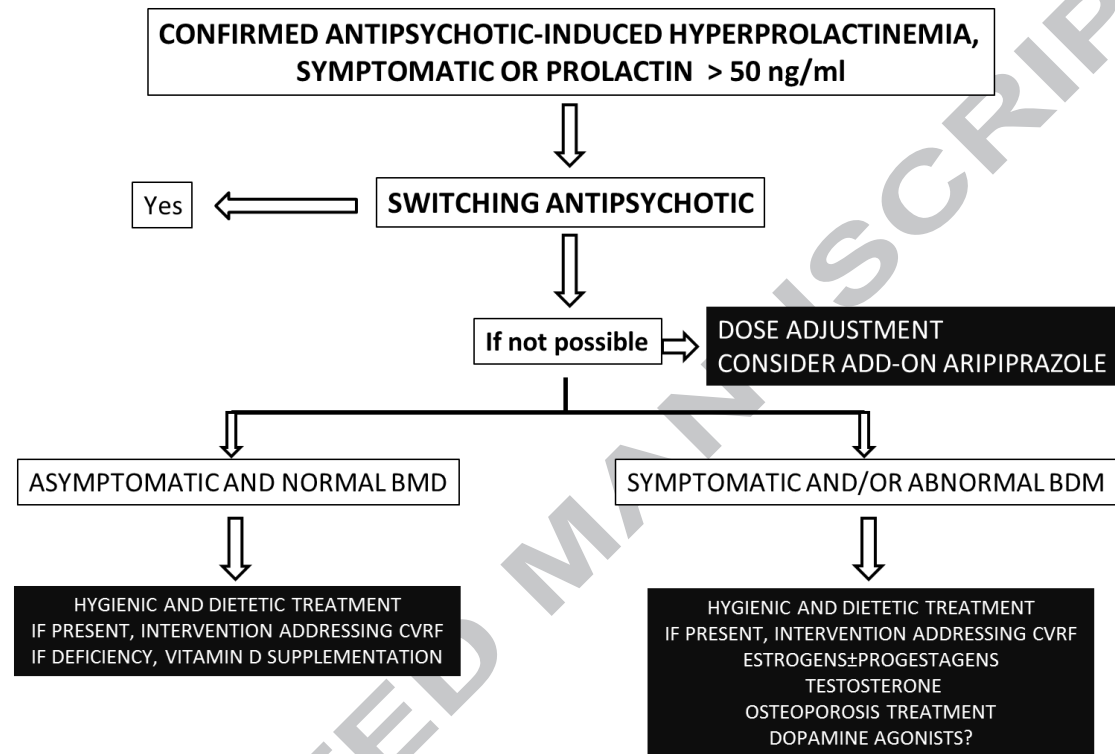 CONFIRMED ANTIPSYCHOTIC-INDUCED HYPERPROLACTINEMIA,
SYMPTOMATIC OR PROLACTIN > 50 ng/ml
Yes
SWITCHING ANTIPSYCHOTIC
If not possible
DOSE ADJUSTMENT
CONSIDER ADD-ON ARIPIPRAZOLE
ASYMPTOMATIC AND NORMAL BMD
SYMPTOMATIC AND/OR ABNORMAL BDM
HYGIENIC AND DIETETIC TREATMENT
IF PRESENT, INTERVENTION ADDRESSING CVRF
IF DEFICIENCY, VITAMIN D SUPPLEMENTATION
HYGIENIC AND DIETETIC TREATMENT
IF PRESENT, INTERVENTION ADDRESSING CVRF
ESTROGENS±PROGESTAGENS
TESTOSTERONE
OSTEOPOROSIS TREATMENT
DOPAMINE AGONISTS?
TED MANUSCRIP